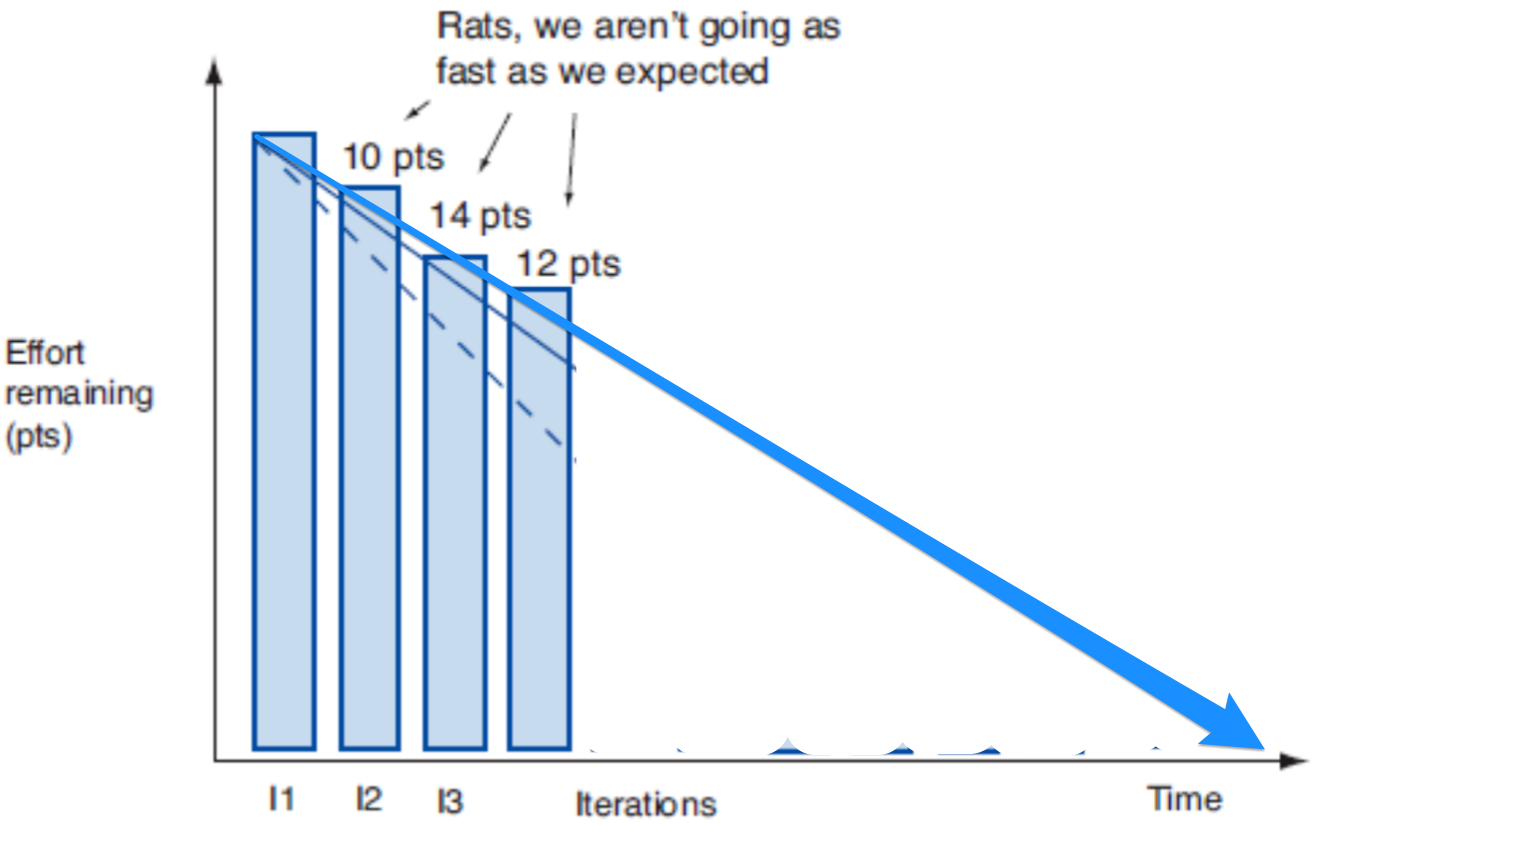 Rats, we aren't going as
fast as we expected
10 pts
14 pts
12 pts
Effort
remaining
(pts)
I1
I2
I3
Iterations
Time